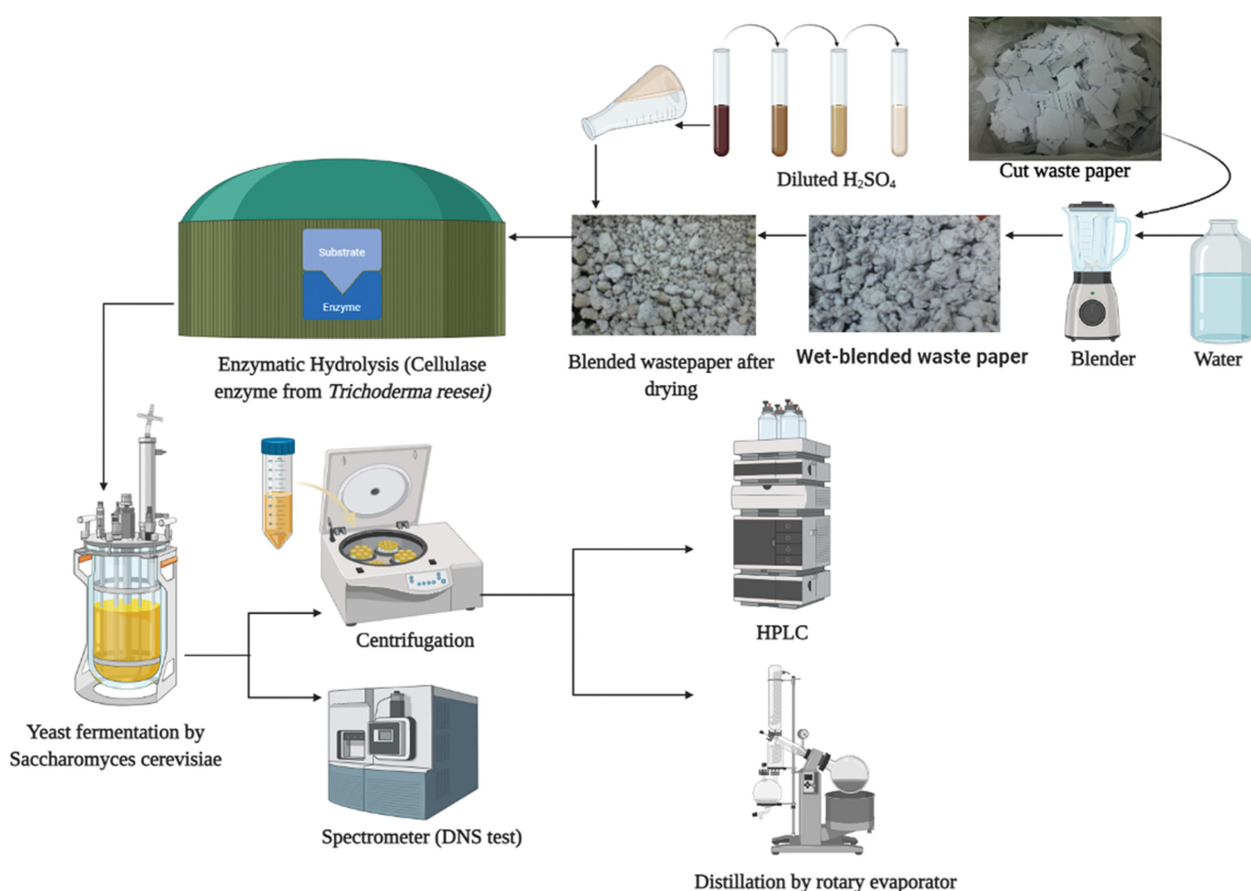 Diluted H₂SO₄
Cut waste paper
Substrate
Enzyme
Enzymatic Hydrolysis (Cellulase
enzyme from Trichoderma reesei)
Blended wastepaper after
drying
Wet-blended waste paper
Blender
Water
Centrifugation
HPLC
Yeast fermentation by
Saccharomyces cerevisiae
Spectrometer (DNS test)
Distillation by rotary evaporator